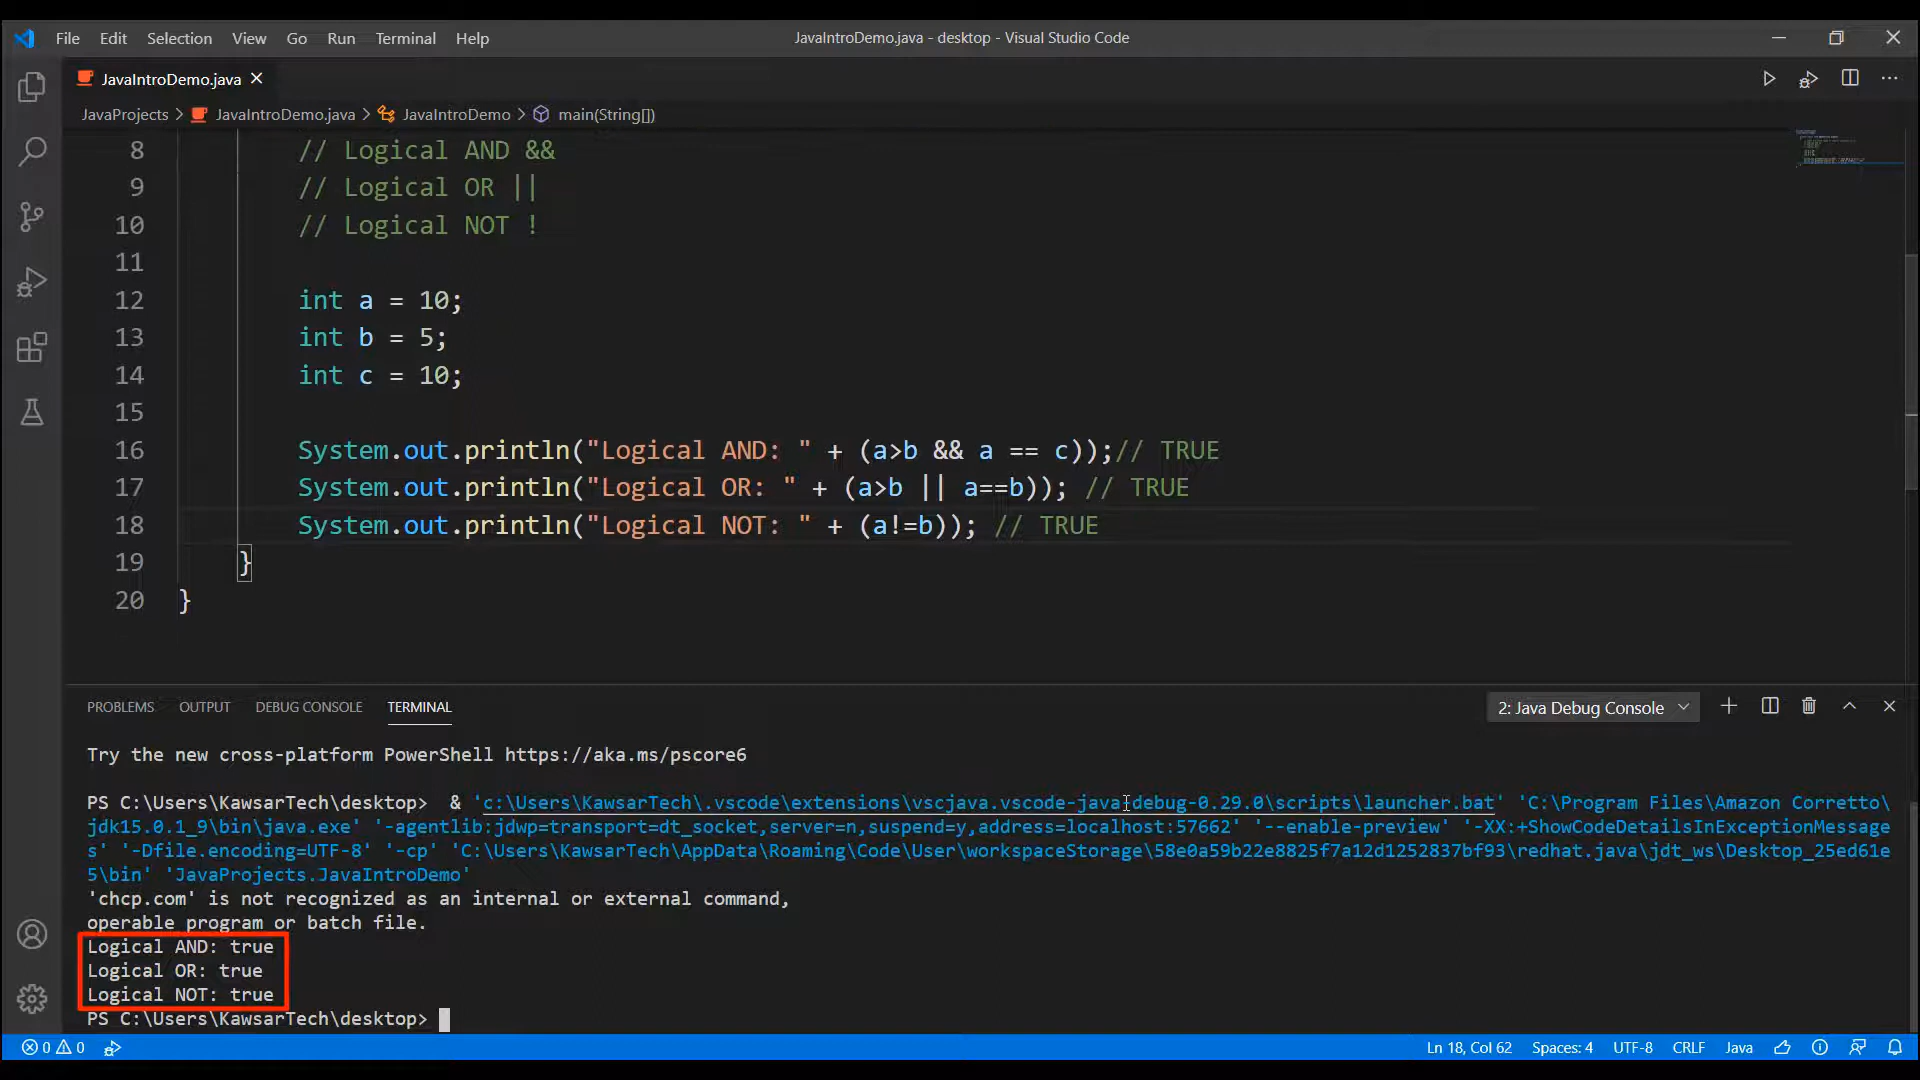 File Edit Selection View Go Run Terminal Help
JavaIntroDemo.java - desktop - Visual Studio Code
JavaIntroDemo.java
JavaProjects > JavaIntroDemo.java > JavaIntroDemo > main(String[])
8 // Logical AND &&
9 // Logical OR ||
10 // Logical NOT !
11
12 int a = 10;
13 int b = 5;
14 int c = 10;
15
16 System.out.println("Logical AND: " + (a>b && a == c));// TRUE
17 System.out.println("Logical OR: " + (a>b || a==b)); // TRUE
18 System.out.println("Logical NOT: " + (a!=b)); // TRUE
19 }
20 }
PROBLEMS OUTPUT DEBUG CONSOLE TERMINAL
2: Java Debug Console
Try the new cross-platform PowerShell https://aka.ms/pscore6
PS C:\Users\KawsarTech\desktop>  & 'c:\Users\KawsarTech\.vscode\extensions\vscjava.vscode-java-debug-0.29.0\scripts\launcher.bat' 'C:\Program Files\Amazon Corretto\
jdk15.0.1_9\bin\java.exe' '-agentlib:jdwp=transport=dt_socket,server=n,suspend=y,address=localhost:57662' '--enable-preview' '-XX:+ShowCodeDetailsInExceptionMessage
s' '-Dfile.encoding=UTF-8' '-cp' 'C:\Users\KawsarTech\AppData\Roaming\Code\User\workspaceStorage\58e0a59b22e8825f7a12d1252837bf93\redhat.java\jdt_ws\Desktop_25ed61e
5\bin' 'JavaProjects.JavaIntroDemo'
'chcp.com' is not recognized as an internal or external command,
operable program or batch file.
Logical AND: true
Logical OR: true
Logical NOT: true
PS C:\Users\KawsarTech\desktop>
0 0
Ln 18, Col 62 Spaces: 4 UTF-8 CRLF Java